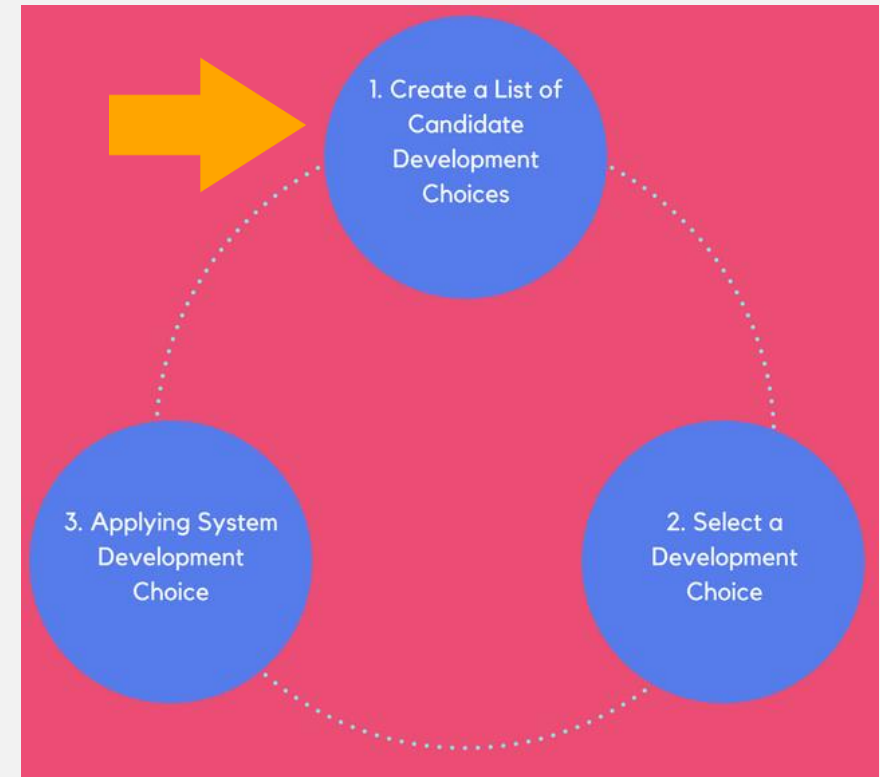 1. Create a List of
Candidate
Development
Choices
2. Select a
Development
Choice
3. Applying System
Development
Choice